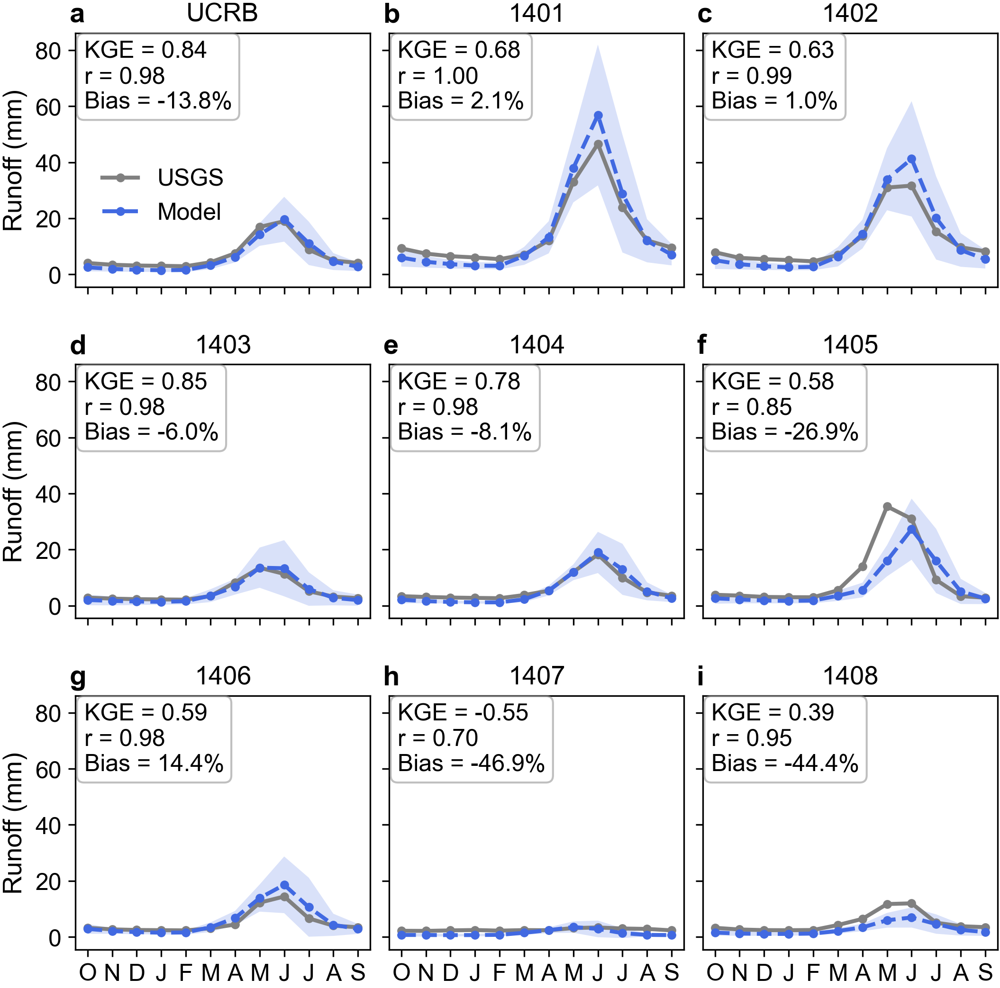 a UCRB
KGE = 0.84
r = 0.98
Bias = -13.8%
USGS
Model
Runoff (mm)
80
60
40
20
0
b 1401
KGE = 0.68
r = 1.00
Bias = 2.1%
c 1402
KGE = 0.63
r = 0.99
Bias = 1.0%
d 1403
KGE = 0.85
r = 0.98
Bias = -6.0%
Runoff (mm)
80
60
40
20
0
e 1404
KGE = 0.78
r = 0.98
Bias = -8.1%
f 1405
KGE = 0.58
r = 0.85
Bias = -26.9%
g 1406
KGE = 0.59
r = 0.98
Bias = 14.4%
Runoff (mm)
80
60
40
20
0
O N D J F M A M J J A S
h 1407
KGE = -0.55
r = 0.70
Bias = -46.9%
O N D J F M A M J J A S
i 1408
KGE = 0.39
r = 0.95
Bias = -44.4%
O N D J F M A M J J A S